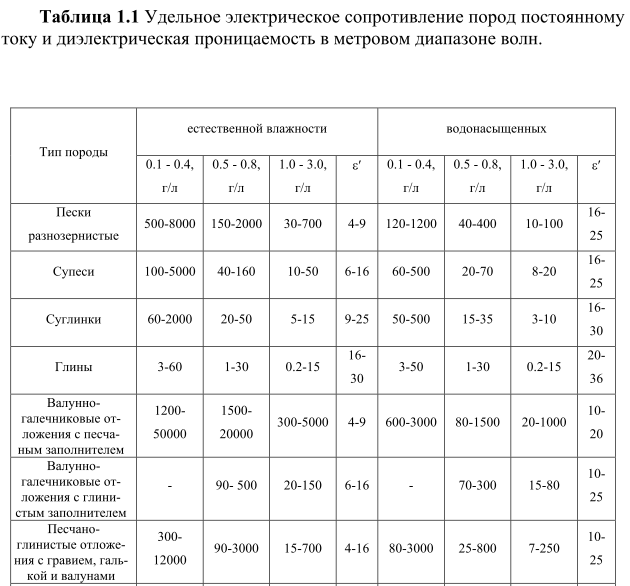 Таблица 1.1 Удельное электрическое сопротивление пород постоянному
току и диэлектрическая проницаемость в метровом диапазоне волн.
Тип породы
естественной влажности
водонасыщенных
0.1 - 0.4, г/л
0.5 - 0.8, г/л
1.0 - 3.0, г/л
ε′
0.1 - 0.4, г/л
0.5 - 0.8, г/л
1.0 - 3.0, г/л
ε′
Пески
разнозернистые
500-8000
150-2000
30-700
4-9
120-1200
40-400
10-100
16-
25
Супеси
100-5000
40-160
10-50
6-16
60-500
20-70
8-20
16-
25
Суглинки
60-2000
20-50
5-15
9-25
50-500
15-35
3-10
16-
30
Глины
3-60
1-30
0.2-15
16-
30
3-50
1-30
0.2-15
20-
36
Валунно-
галечниковые от-
ложения с песча-
ным заполнителем
1200-
50000
1500-
20000
300-5000
4-9
600-3000
80-1500
20-1000
10-
20
Валунно-
галечниковые от-
ложения с глини-
стым заполнителем
-
90- 500
20-150
6-16
-
70-300
15-80
10-
25
Песчано-
глинистые отложе-
ния с гравием, галь-
кой и валунами
300-
12000
90-3000
15-700
4-16
80-3000
25-800
7-250
10-
25